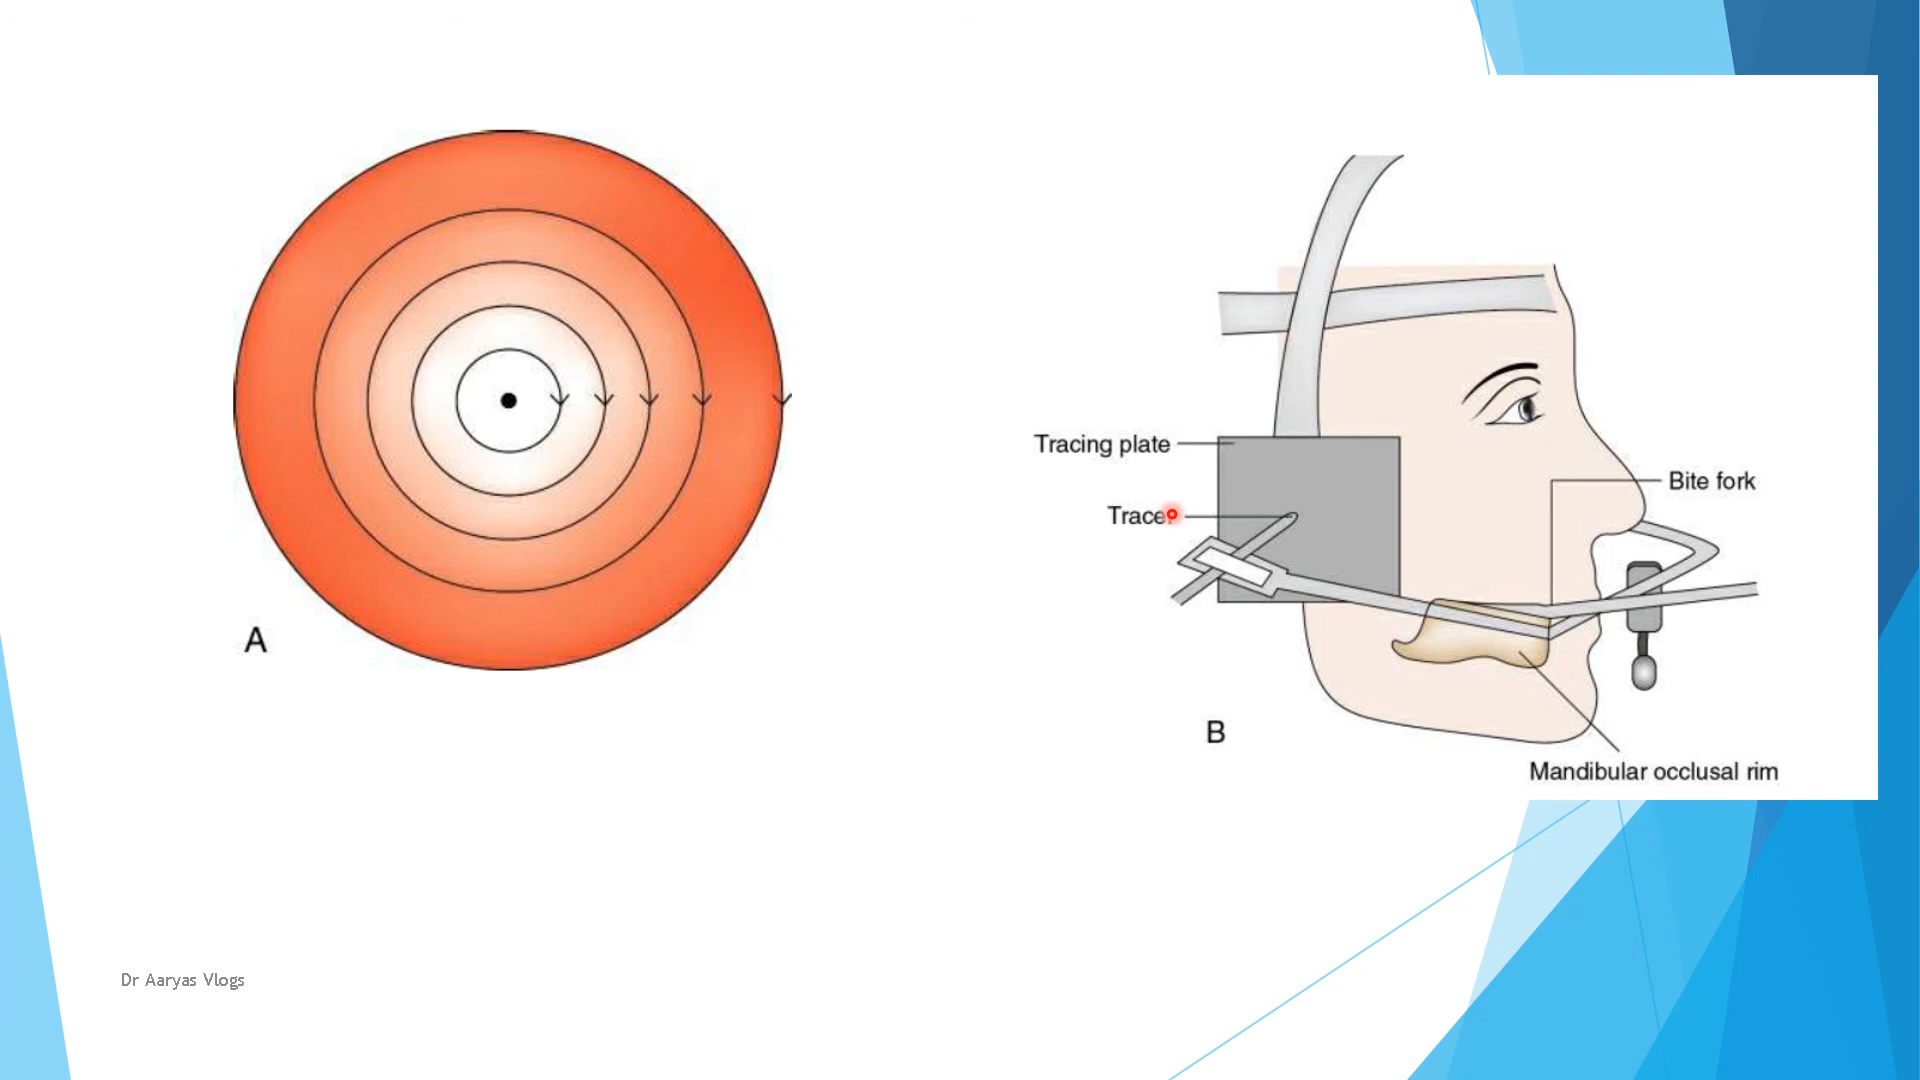 A
Tracing plate
Tracer
Bite fork
B
Mandibular occlusal rim
Dr Aaryas Vlogs